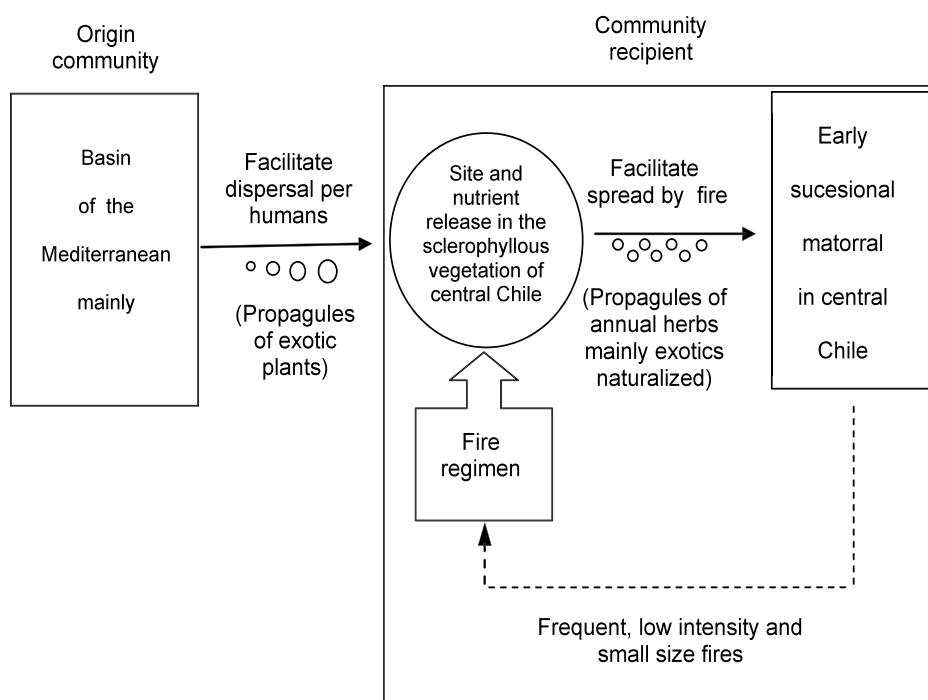 Origin
community
Community
recipient
Basin
of the
Mediterranean
mainly
Facilitate
dispersal per
humans
(Propagules
of exotic
plants)
Site and
nutrient
release in the
sclerophyllous
vegetation of
central Chile
Facilitate
spread by fire
(Propagules of
annual herbs
mainly exotics
naturalized)
Early
sucesional
matorral
in central
Chile
Fire
regimen
Frequent, low intensity and
small size fires